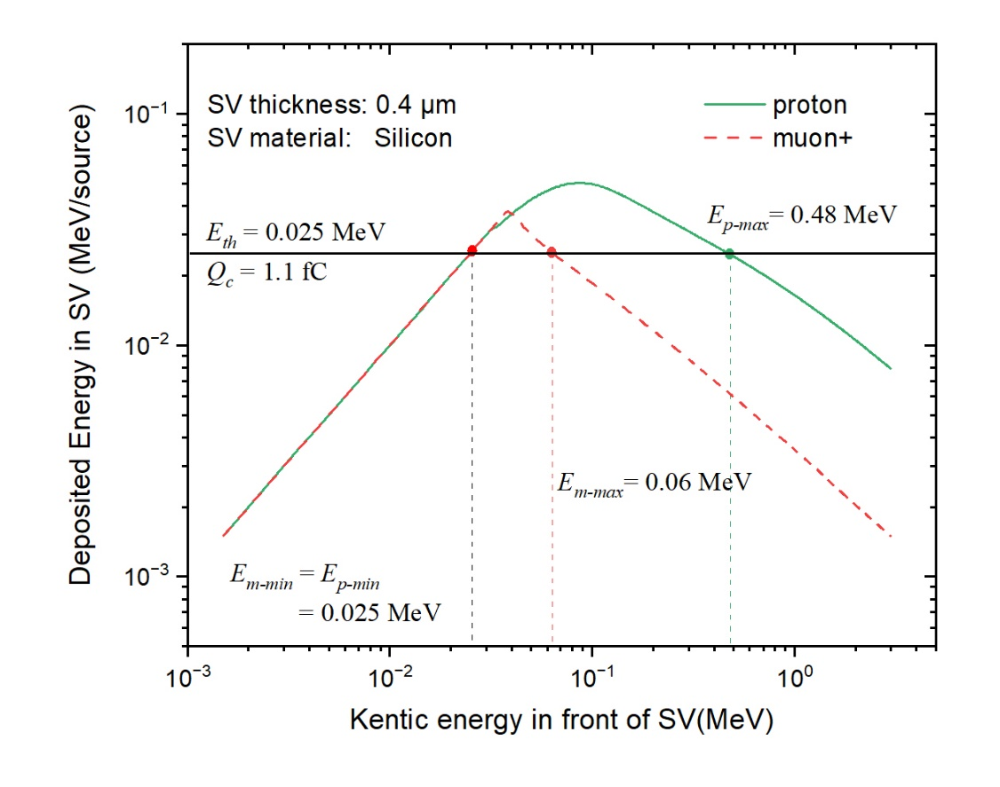 SV thickness: 0.4 μm
SV material: Silicon
proton
muon+
E_th = 0.025 MeV
Q_c = 1.1 fC
E_p-max = 0.48 MeV
E_m-max = 0.06 MeV
E_m-min = E_p-min
= 0.025 MeV
Deposited Energy in SV (MeV/source)
10⁻¹
10⁻²
10⁻³
10⁻³
10⁻²
10⁻¹
10⁰
Kentic energy in front of SV(MeV)